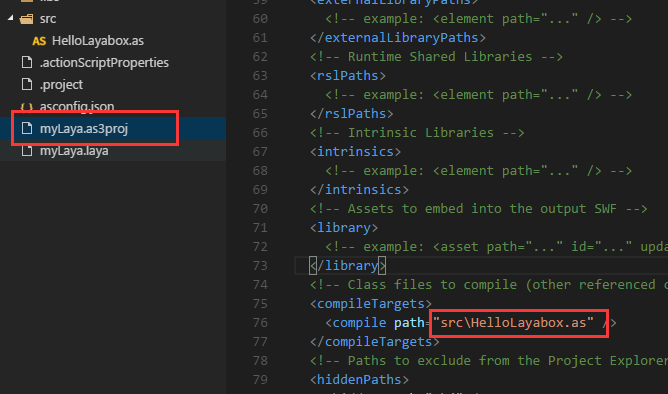 src
HelloLayabox.as
.actionScriptProperties
.project
asconfig.json
myLaya.as3proj
myLaya.laya
60 <!-- example: <element path="..." /> -->
61 </externalLibraryPaths>
62 <!-- Runtime Shared Libraries -->
63 <rslPaths>
64 <!-- example: <element path="..." /> -->
65 </rslPaths>
66 <!-- Intrinsic Libraries -->
67 <intrinsics>
68 <!-- example: <element path="..." /> -->
69 </intrinsics>
70 <!-- Assets to embed into the output SWF -->
71 <library>
72 <!-- example: <asset path="..." id="..." upda
73 </library>
74 <!-- Class files to compile (other referenced c
75 <compileTargets>
76 <compile path="src\HelloLayabox.as" />
77 </compileTargets>
78 <!-- Paths to exclude from the Project Explorer
79 <hiddenPaths>